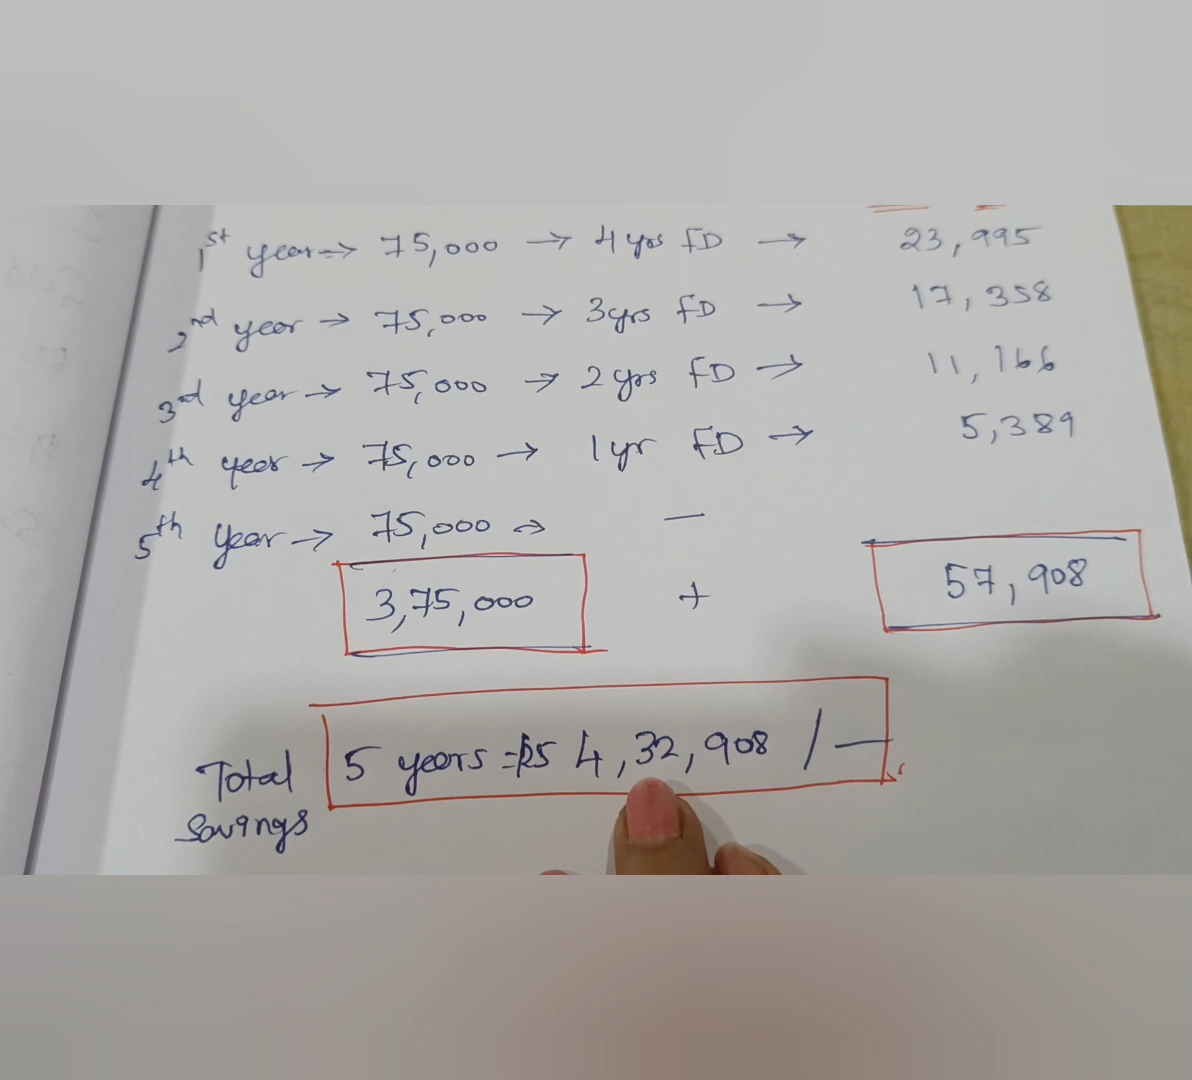 1st year → 75,000 → 4 yrs FD → 23,995
2nd year → 75,000 → 3yrs FD → 17,358
3rd year → 75,000 → 2 yrs FD → 11,166
4th year → 75,000 → 1 yr FD → 5,389
5th year → 75,000 → —
3,75,000 + 57,908
Total 5 years = Rs 4,32,908 /—
Savings